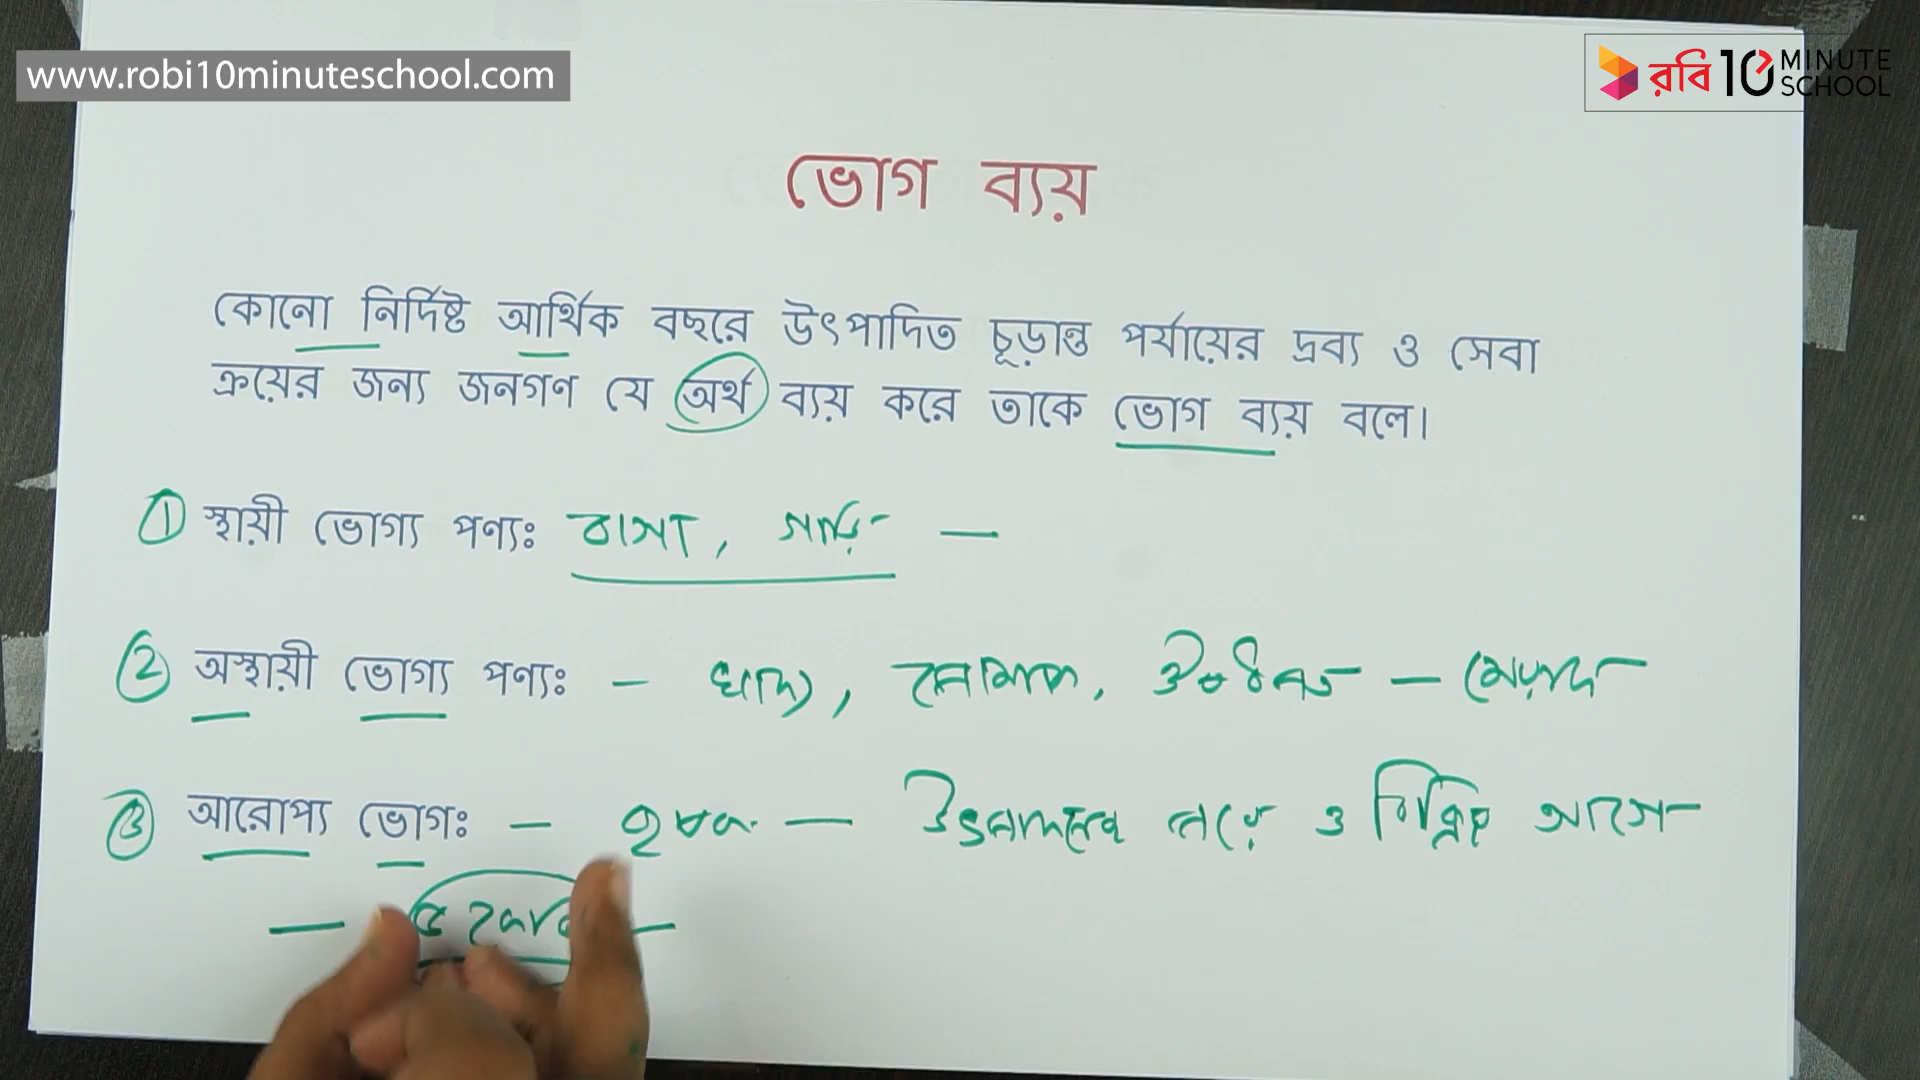 www.robi10minuteschool.com
রবি 10 MINUTE SCHOOL
ভোগ ব্যয়
কোনো নির্দিষ্ট আর্থিক বছরে উৎপাদিত চূড়ান্ত পর্যায়ের দ্রব্য ও সেবা
ক্রয়ের জন্য জনগণ যে অর্থ ব্যয় করে তাকে ভোগ ব্যয় বলে।
① স্থায়ী ভোগ্য পণ্যঃ বাসা, গাড়ি —
② অস্থায়ী ভোগ্য পণ্যঃ – খাদ্য, পোশাক, —
③ আরোপ্য ভোগঃ – কৃষক — উৎপাদনের পরে ও বিক্রির আগে